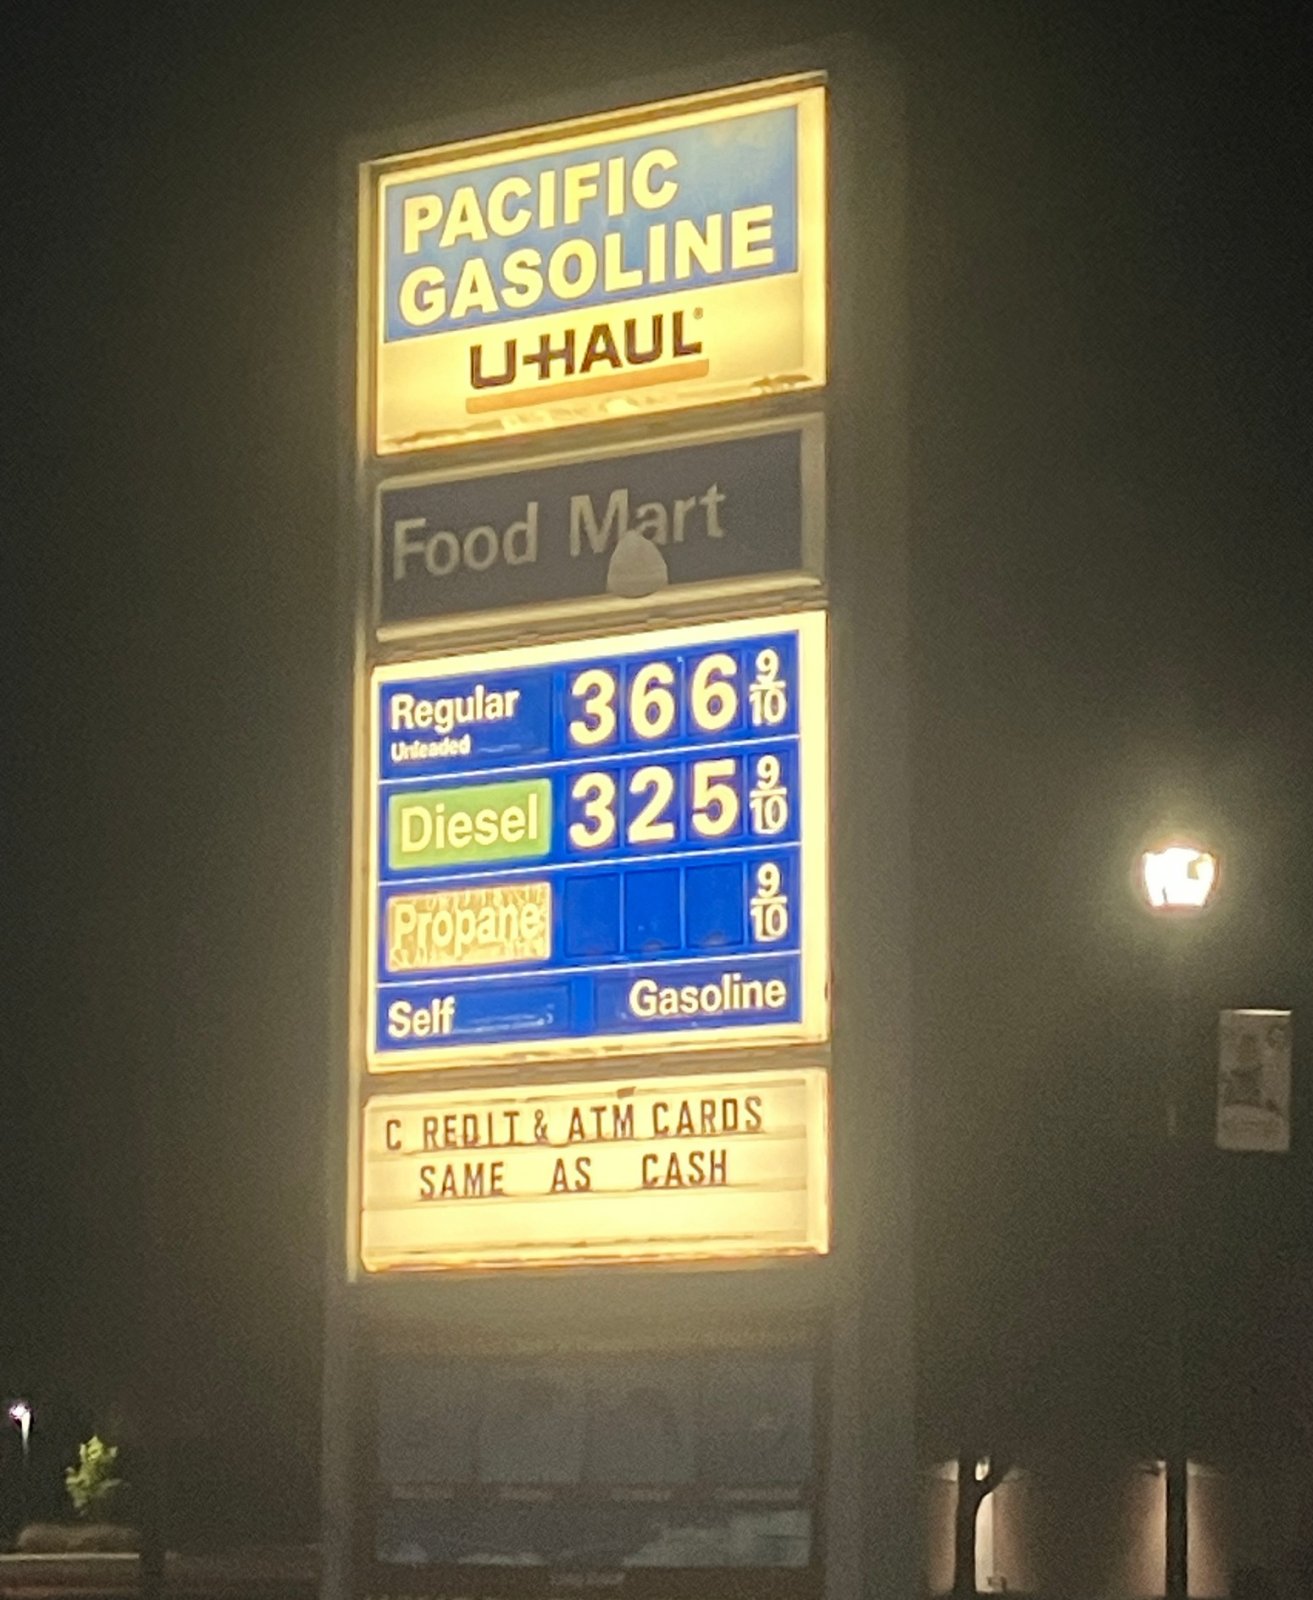 PACIFIC
GASOLINE
U-HAUL®
Food Mart
Regular 366 9/10
Unleaded
Diesel 325 9/10
Propane 9/10
Self Gasoline
C REDIT & ATM CARDS
SAME AS CASH